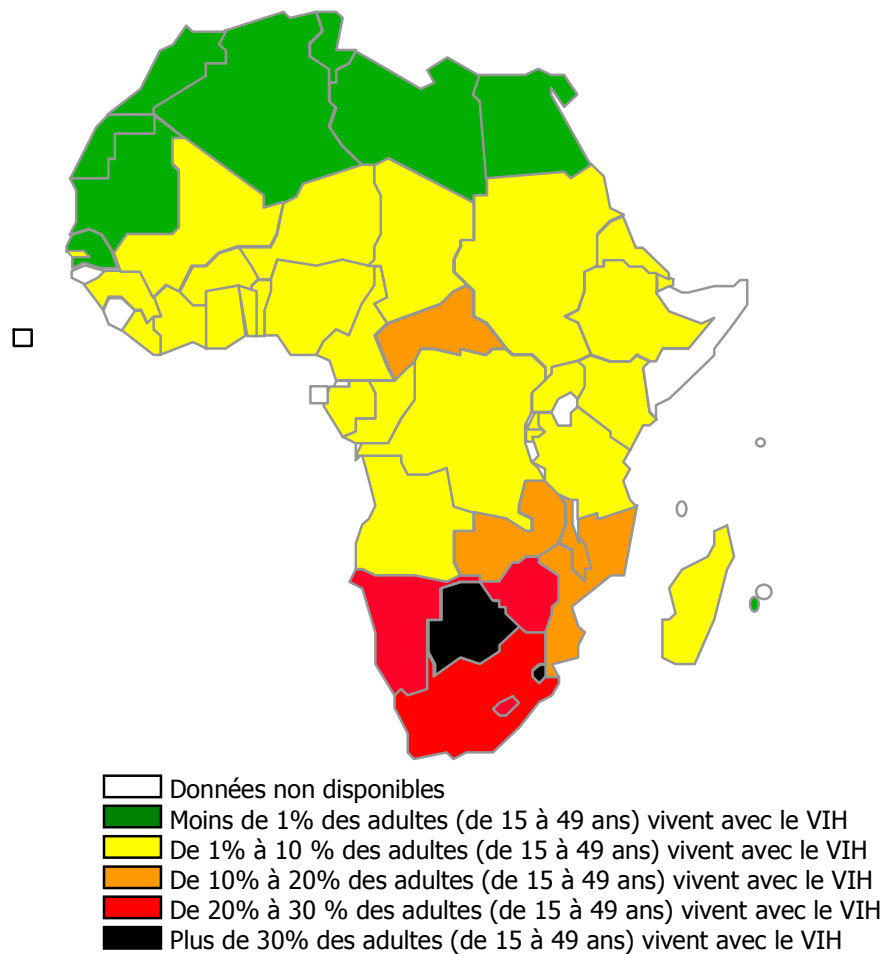 Données non disponibles
Moins de 1% des adultes (de 15 à 49 ans) vivent avec le VIH
De 1% à 10 % des adultes (de 15 à 49 ans) vivent avec le VIH
De 10% à 20% des adultes (de 15 à 49 ans) vivent avec le VIH
De 20% à 30 % des adultes (de 15 à 49 ans) vivent avec le VIH
Plus de 30% des adultes (de 15 à 49 ans) vivent avec le VIH